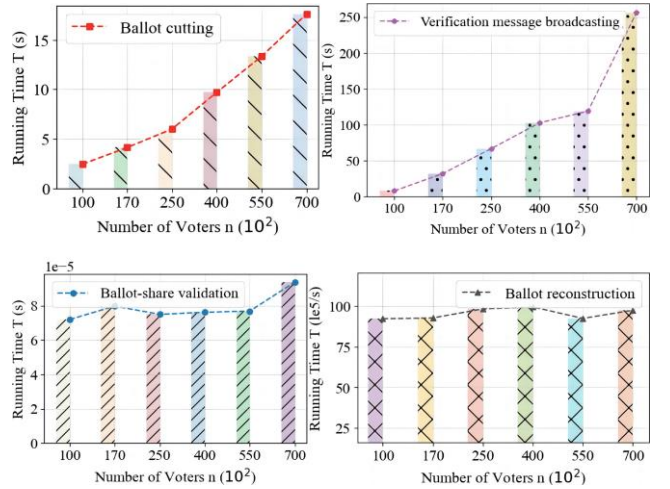 Ballot cutting
Running Time T (s)
15
10
5
0
100 170 250 400 550 700
Number of Voters n (10²)
Verification message broadcasting
Running Time T (s)
250
200
150
100
50
0
100 170 250 400 550 700
Number of Voters n (10²)
1e−5
Ballot-share validation
Running Time T (s)
8
6
4
2
0
100 170 250 400 550 700
Number of Voters n (10²)
Ballot reconstruction
Running Time T (le5/s)
100
75
50
25
100 170 250 400 550 700
Number of Voters n (10²)